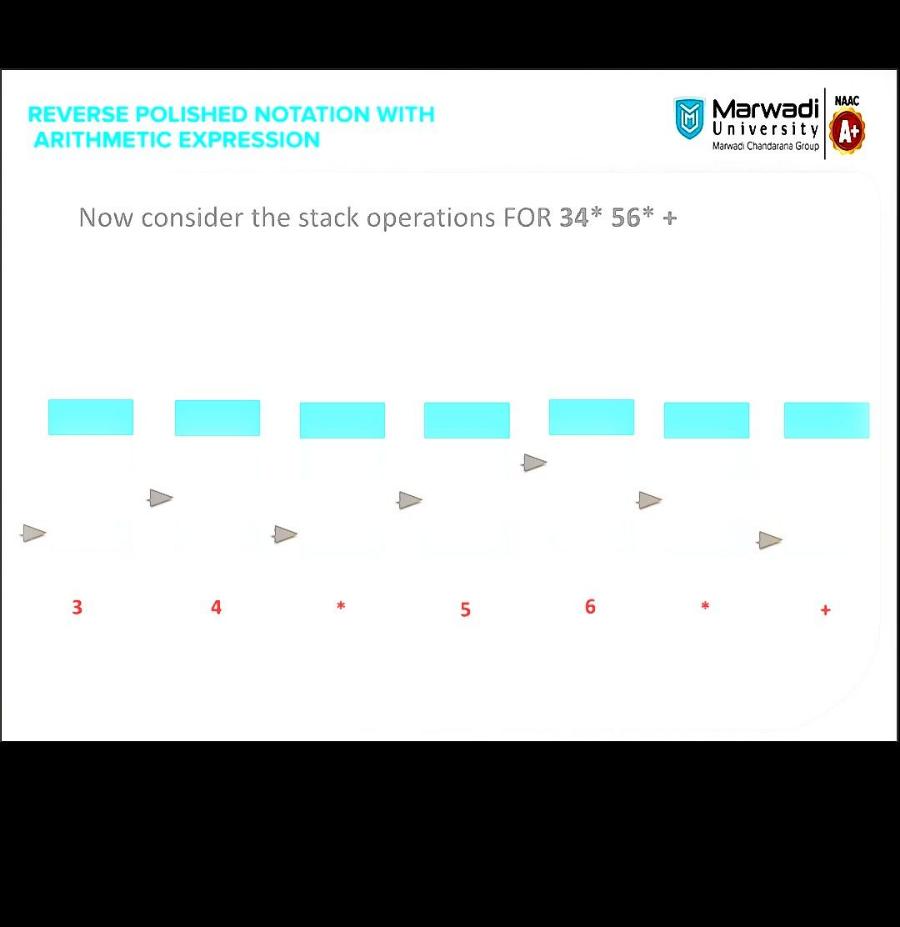 REVERSE POLISHED NOTATION WITH
ARITHMETIC EXPRESSION
Marwadi
University
Marwadi Chandarana Group
NAAC
A+
Now consider the stack operations FOR 34* 56* +
3 4 * 5 6 * +